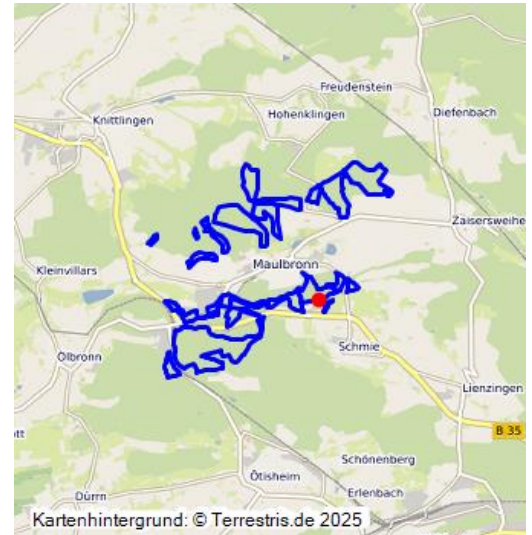 Freudenstein
Diefenbach
Hohenklingen
Knittlingen
Zaisersweihe
Maulbronn
Kleinvillars
Schmie
Ölbronn
Lienzingen
B 35
Schönenberg
Ötisheim
Erlenbach
Dürrn
Kartenhintergrund: © Terrestris.de 2025